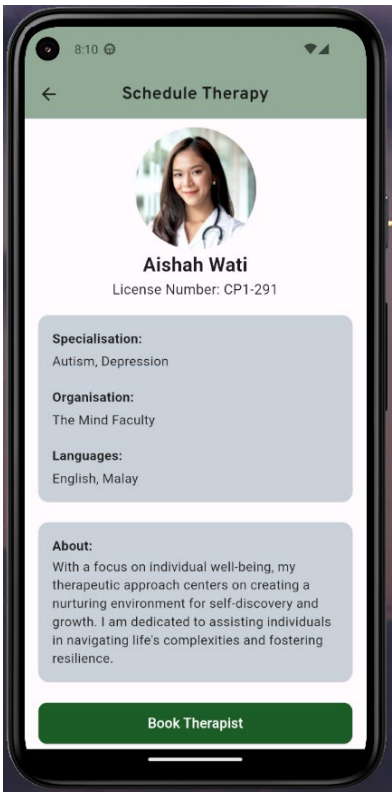 8:10
Schedule Therapy
Aishah Wati
License Number: CP1-291
Specialisation:
Autism, Depression
Organisation:
The Mind Faculty
Languages:
English, Malay
About:
With a focus on individual well-being, my
therapeutic approach centers on creating a
nurturing environment for self-discovery and
growth. I am dedicated to assisting individuals
in navigating life's complexities and fostering
resilience.
Book Therapist